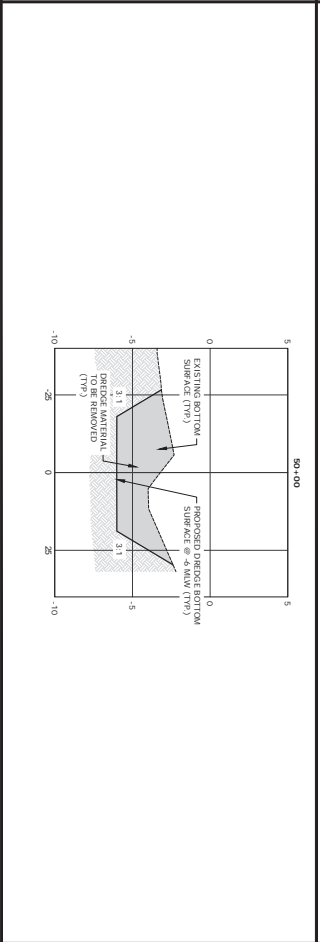 50+00
5
5
0
0
-5
-5
-10
-10
-25
0
25
EXISTING BOTTOM
SURFACE (TYP.)
PROPOSED DREDGE BOTTOM
SURFACE @ -6 MLW (TYP.)
3:1
3:1
DREDGE MATERIAL
TO BE REMOVED
(TYP.)